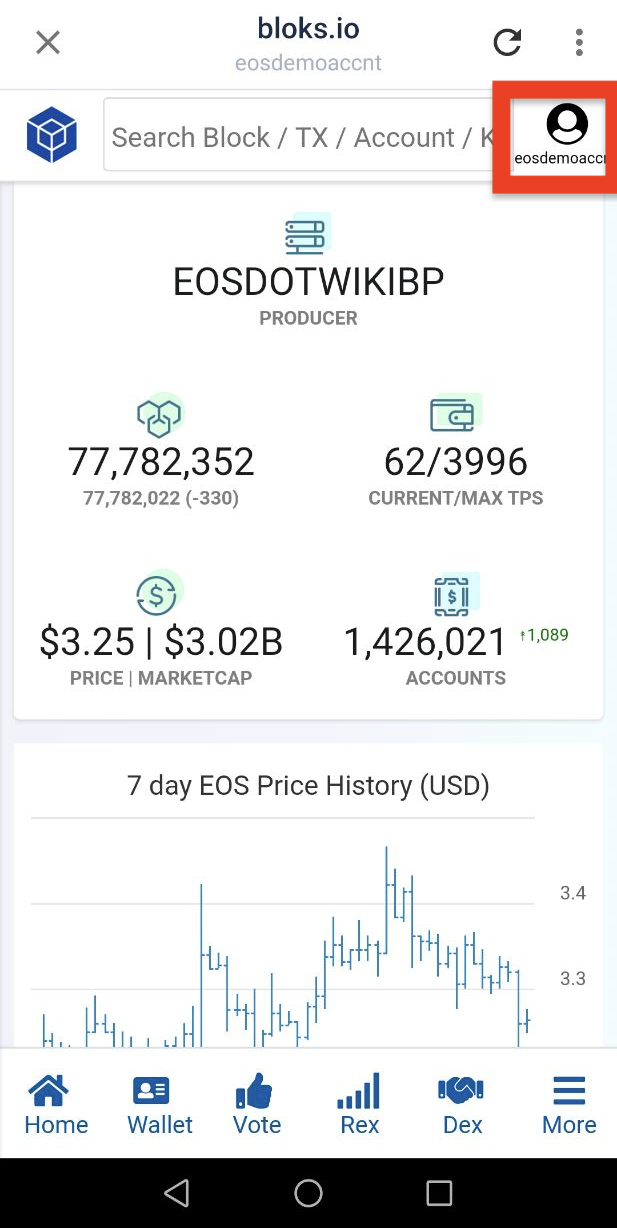 bloks.io
eosdemoaccnt
Search Block / TX / Account / K
eosdemoaccn
EOSDOTWIKIBP
PRODUCER
77,782,352
77,782,022 (-330)
62/3996
CURRENT/MAX TPS
$3.25 | $3.02B
PRICE | MARKETCAP
1,426,021 ↑1,089
ACCOUNTS
7 day EOS Price History (USD)
3.4
3.3
Home
Wallet
Vote
Rex
Dex
More